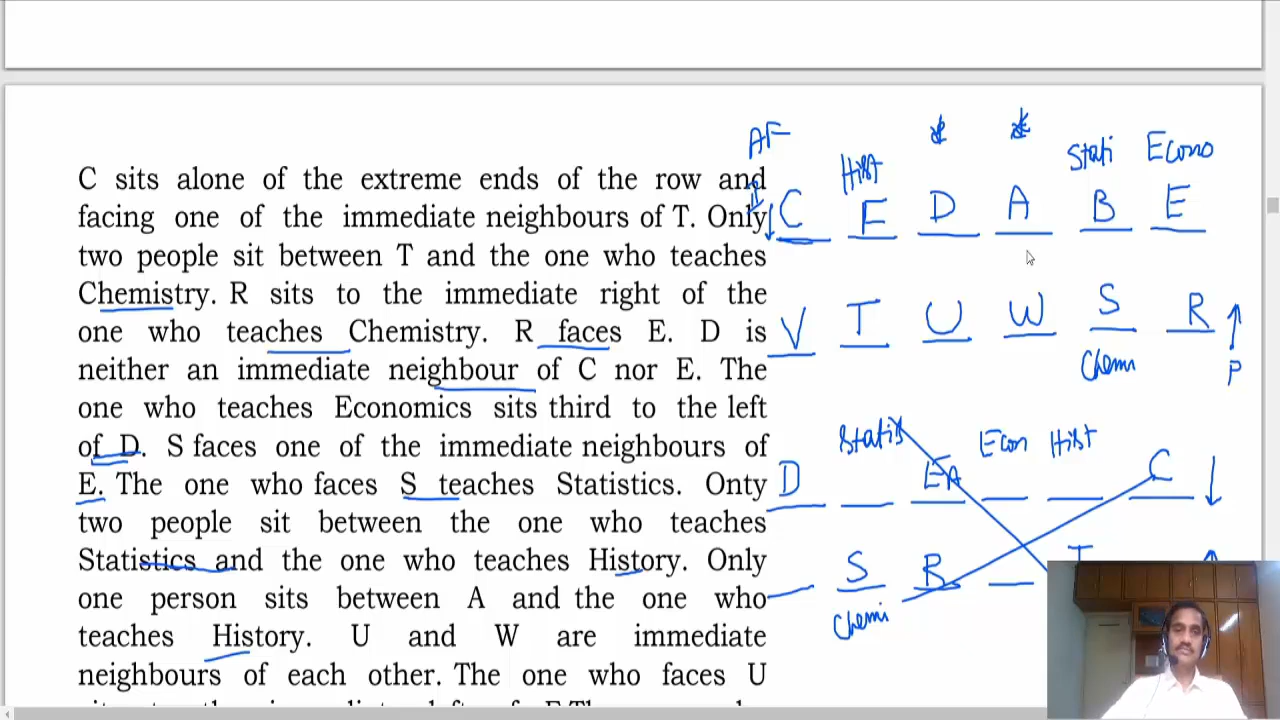 C sits alone of the extreme ends of the row and
facing one of the immediate neighbours of T. Only
two people sit between T and the one who teaches
Chemistry. R sits to the immediate right of the
one who teaches Chemistry. R faces E. D is
neither an immediate neighbour of C nor E. The
one who teaches Economics sits third to the left
of D. S faces one of the immediate neighbours of
E. The one who faces S teaches Statistics. Onty
two people sit between the one who teaches
Statistics and the one who teaches History. Only
one person sits between A and the one who
teaches History. U and W are immediate
neighbours of each other. The one who faces U
AF
Hist * * Stati Econo
C F D A B E
V T U W S R
Chemi P
Statis Econ Hist
D EA C
S R T
Chemi